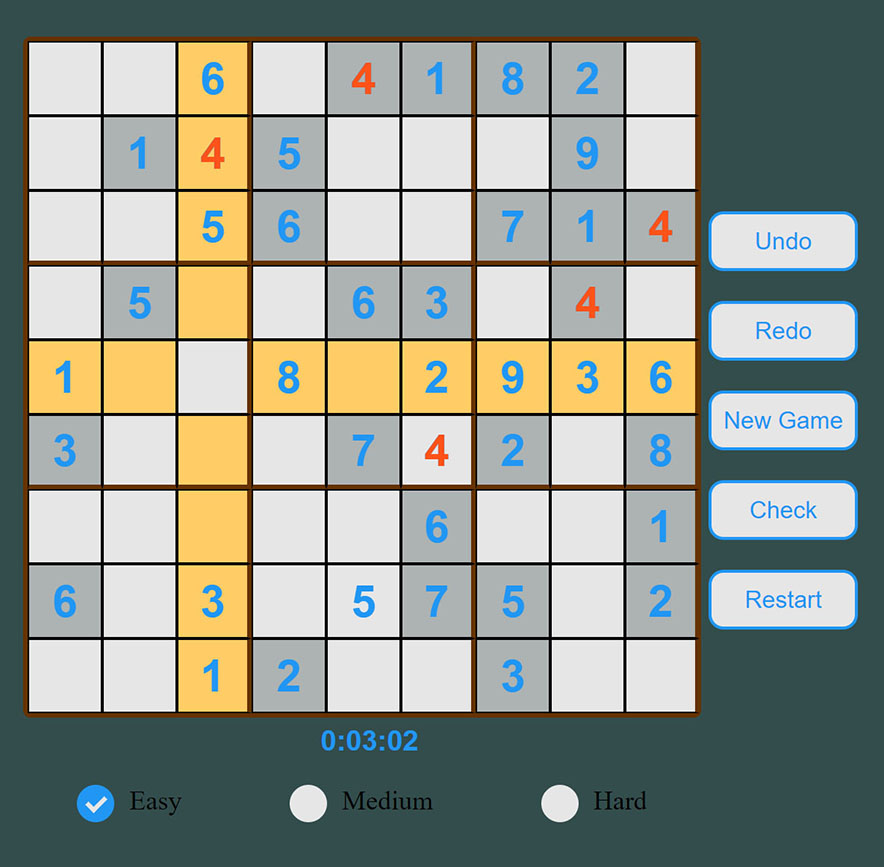 6 4 1 8 2
1 4 5 9
5 6 7 1 4
Undo
5 6 3 4
Redo
1 8 2 9 3 6
New Game
3 7 4 2 8
6 1
Check
6 3 5 7 5 2
Restart
1 2 3
0:03:02
Easy Medium Hard